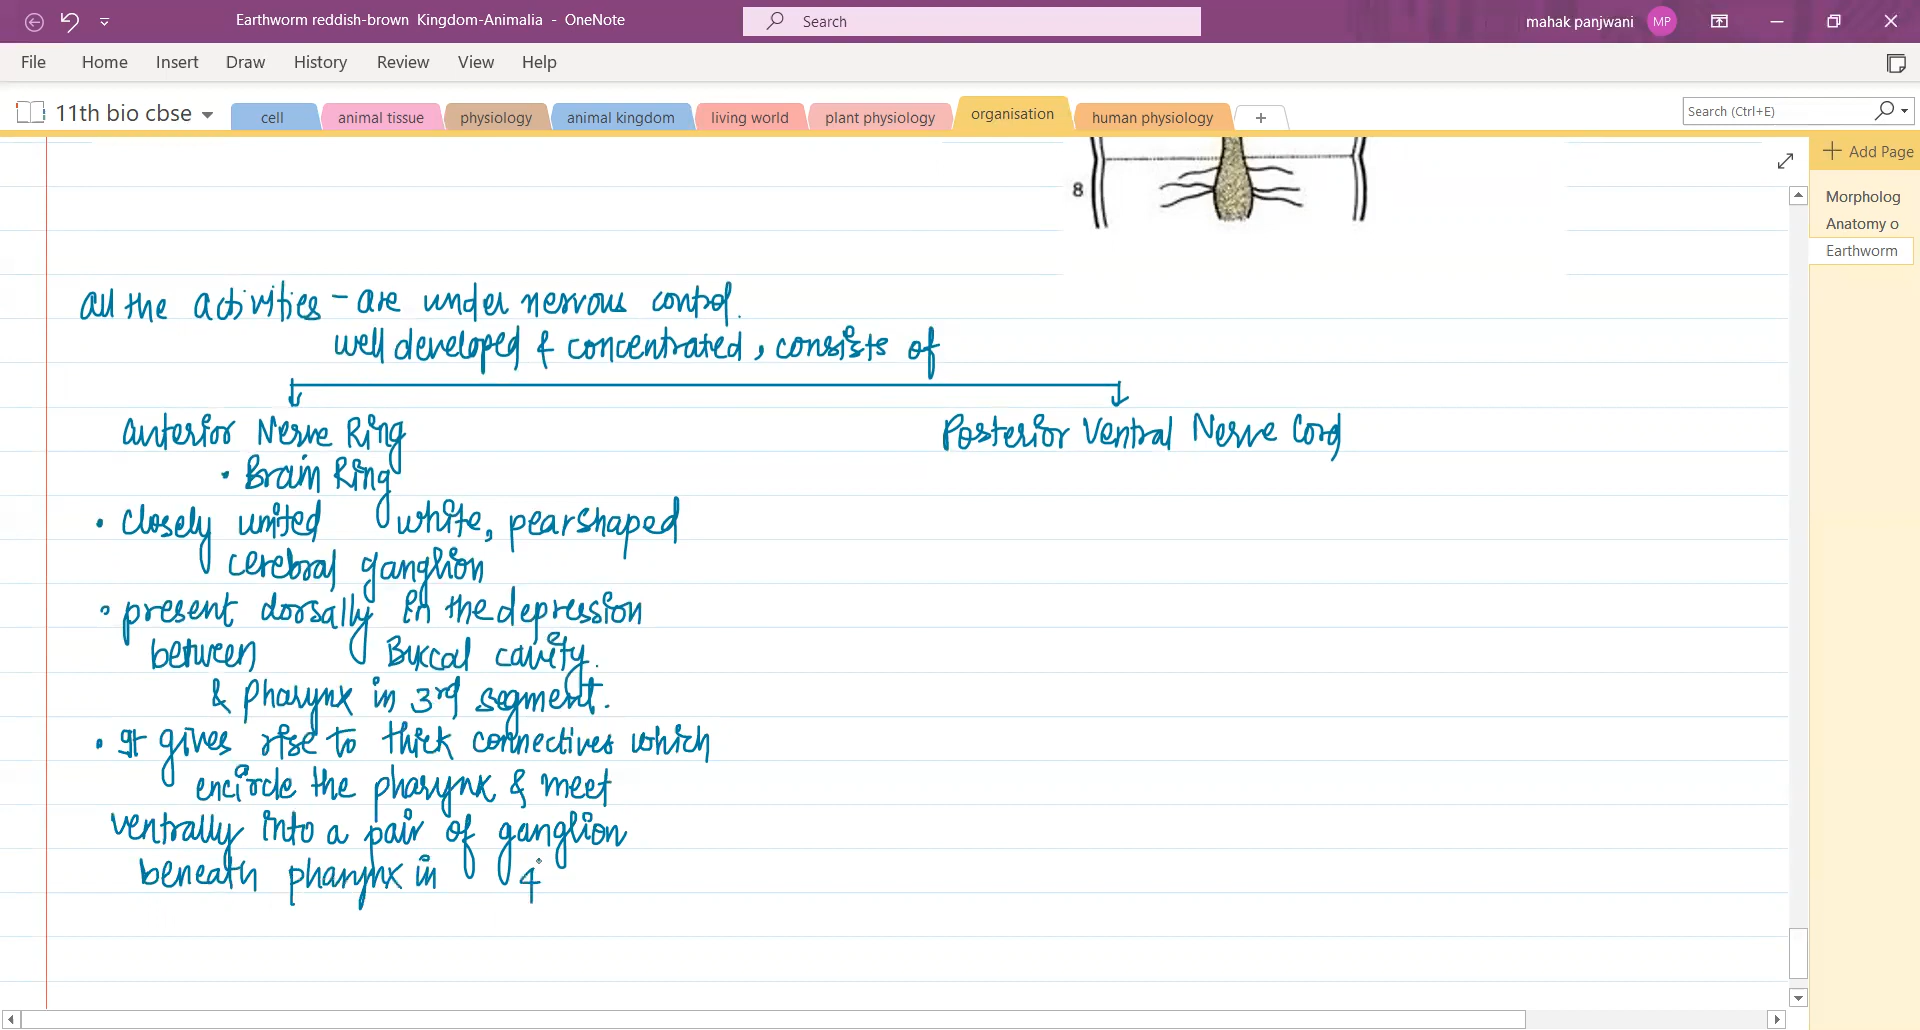 Earthworm reddish-brown Kingdom-Animalia - OneNote
Search
mahak panjwani
MP
File Home Insert Draw History Review View Help
11th bio cbse
cell
animal tissue
physiology
animal kingdom
living world
plant physiology
organisation
human physiology
+
Search (Ctrl+E)
+ Add Page
Morpholog
Anatomy o
Earthworm
8
All the activities - are under nervous control.
well developed & concentrated, consists of
Anterior Nerve Ring
Posterior Ventral Nerve Cord
• Brain Ring
• Closely united white, pearshaped
cerebral ganglion
• present dorsally in the depression
between Buccal cavity.
& Pharynx in 3rd segment.
• It gives rise to thick connectives which
encircle the pharynx & meet
ventrally into a pair of ganglion
beneath pharynx in 4